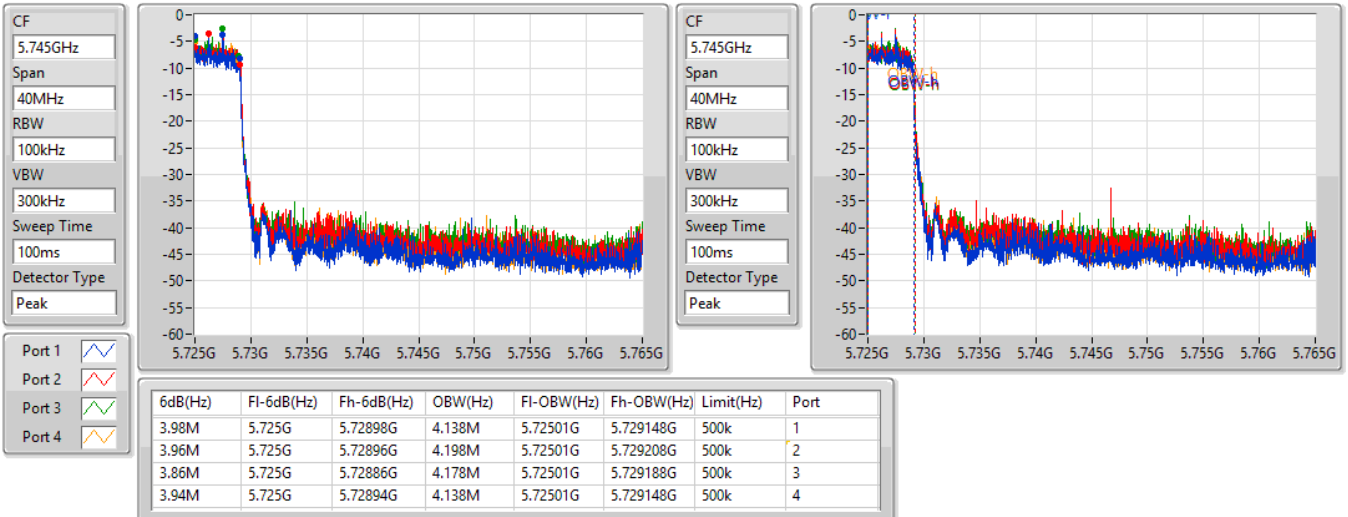 CF
5.745GHz
Span
40MHz
RBW
100kHz
VBW
300kHz
Sweep Time
100ms
Detector Type
Peak
0-
-5-
-10-
-15-
-20-
-25-
-30-
-35-
-40-
-45-
-50-
-55-
-60-
5.725G 5.73G 5.735G 5.74G 5.745G 5.75G 5.755G 5.76G 5.765G
CF
5.745GHz
Span
40MHz
RBW
100kHz
VBW
300kHz
Sweep Time
100ms
Detector Type
Peak
0-
-5-
-10-
-15-
-20-
-25-
-30-
-35-
-40-
-45-
-50-
-55-
-60-
OBW-h
5.725G 5.73G 5.735G 5.74G 5.745G 5.75G 5.755G 5.76G 5.765G
Port 1
Port 2
Port 3
Port 4
6dB(Hz) Fl-6dB(Hz) Fh-6dB(Hz) OBW(Hz) Fl-OBW(Hz) Fh-OBW(Hz) Limit(Hz) Port
3.98M 5.725G 5.72898G 4.138M 5.72501G 5.729148G 500k 1
3.96M 5.725G 5.72896G 4.198M 5.72501G 5.729208G 500k 2
3.86M 5.725G 5.72886G 4.178M 5.72501G 5.729188G 500k 3
3.94M 5.725G 5.72894G 4.138M 5.72501G 5.729148G 500k 4